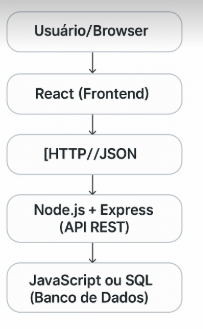 Usuário/Browser
React (Frontend)
[HTTP//JSON
Node.js + Express
(API REST)
JavaScript ou SQL
(Banco de Dados)